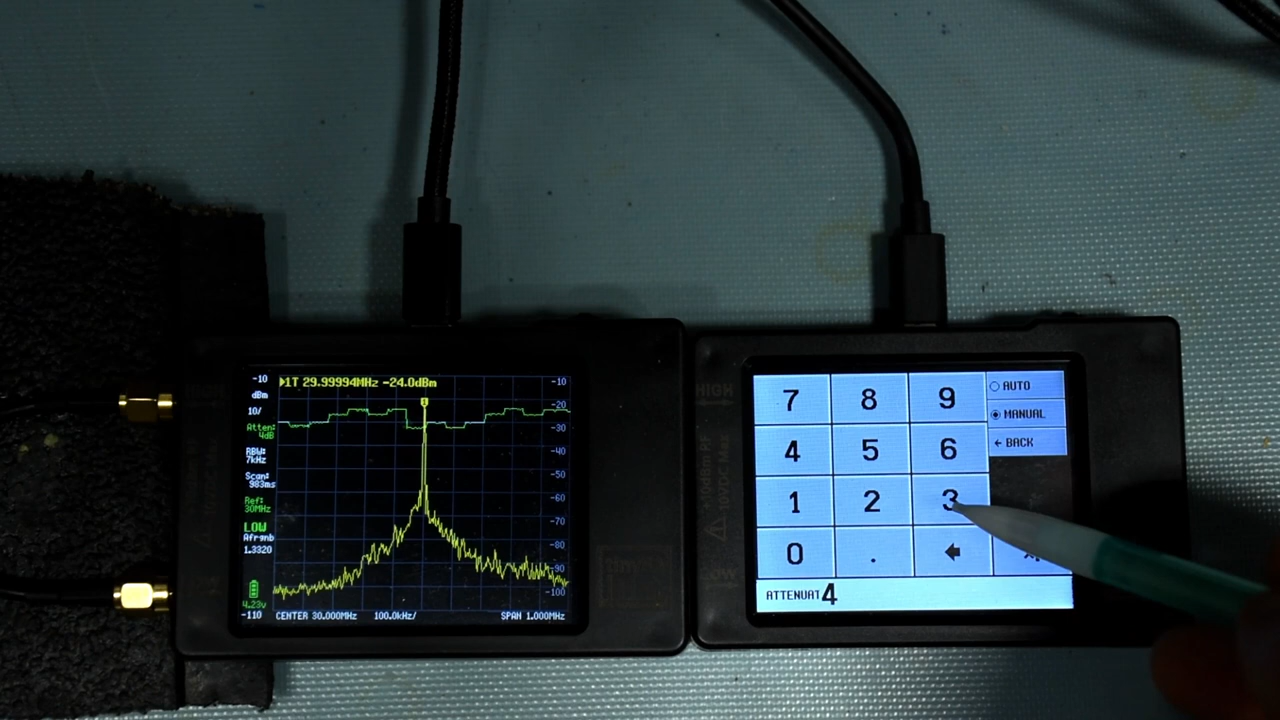 ▶1T 29.99994MHz -24.0dBm
-10
dBm
10/
Atten:
4dB
RBW:
7kHz
Scan:
983ms
Ref:
30MHz
LOW
1.3320
4.23v
-110
1
-10
-20
-30
-40
-50
-60
-70
-80
-90
-100
CENTER 30.000MHz 100.0kHz/ SPAN 1.000MHz
HIGH
7 8 9
4 5 6
1 2 3
0 . ←
AUTO
MANUAL
← BACK
ATTENUAT 4